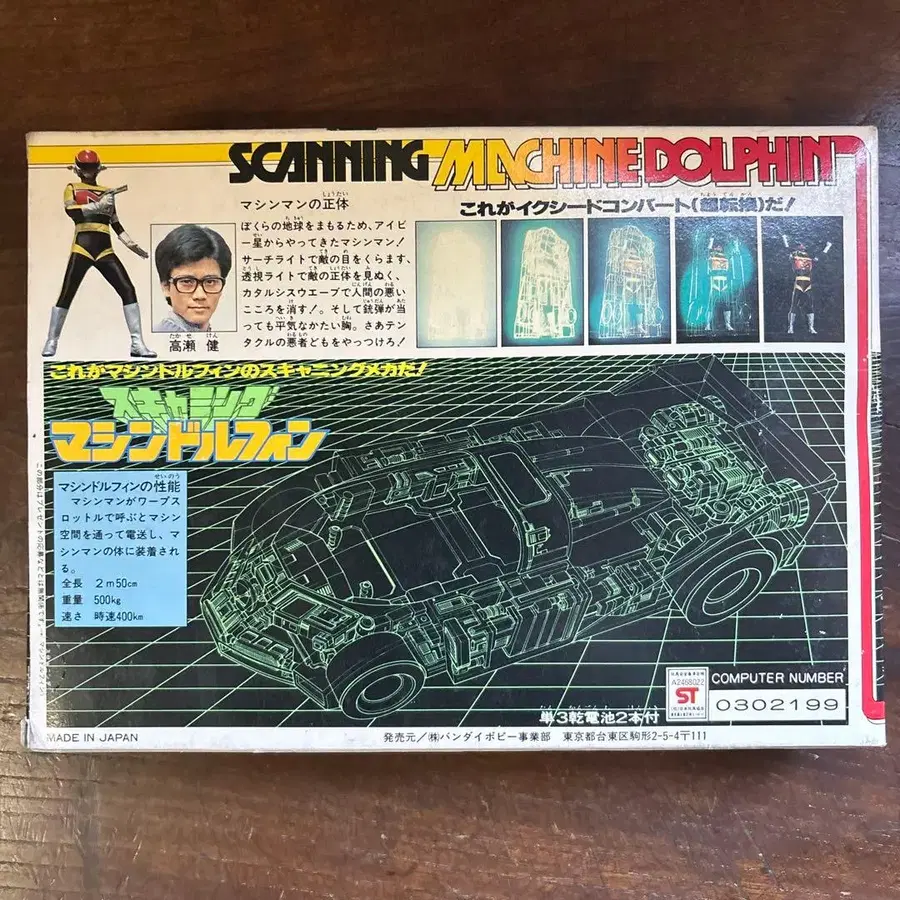 SCANNING MACHINE DOLPHIN
マシンマンの正体
しょうたい
ぼくらの地球をまもるため、アイビ
ー星からやってきたマシンマン!
サーチライトで敵の目をくらます、
透視ライトで敵の正体を見ぬく、
カタルシスウエーブで人間の悪い
こころを消す!。そして銃弾が当
っても平気なかたい胸。さあテン
タクルの悪者どもをやっつけろ!
たかせ けん
高瀬 健
これがイクシードコンバート(超転換)だ!
これがマシンドルフィンのスキャニングメカだ!
スキャニング
マシンドルフィン
せいのう
マシンドルフィンの性能
マシンマンがワープス
ロットルで呼ぶとマシン
空間を通って電送し、マ
シンマンの体に装着され
る。
全長 2m50cm
重量 500kg
速さ 時速400km
単3乾電池2本付
A2468022
ST
COMPUTER NUMBER
0302199
MADE IN JAPAN
発売元/㈱バンダイポピー事業部 東京都台東区駒形2-5-4〒111